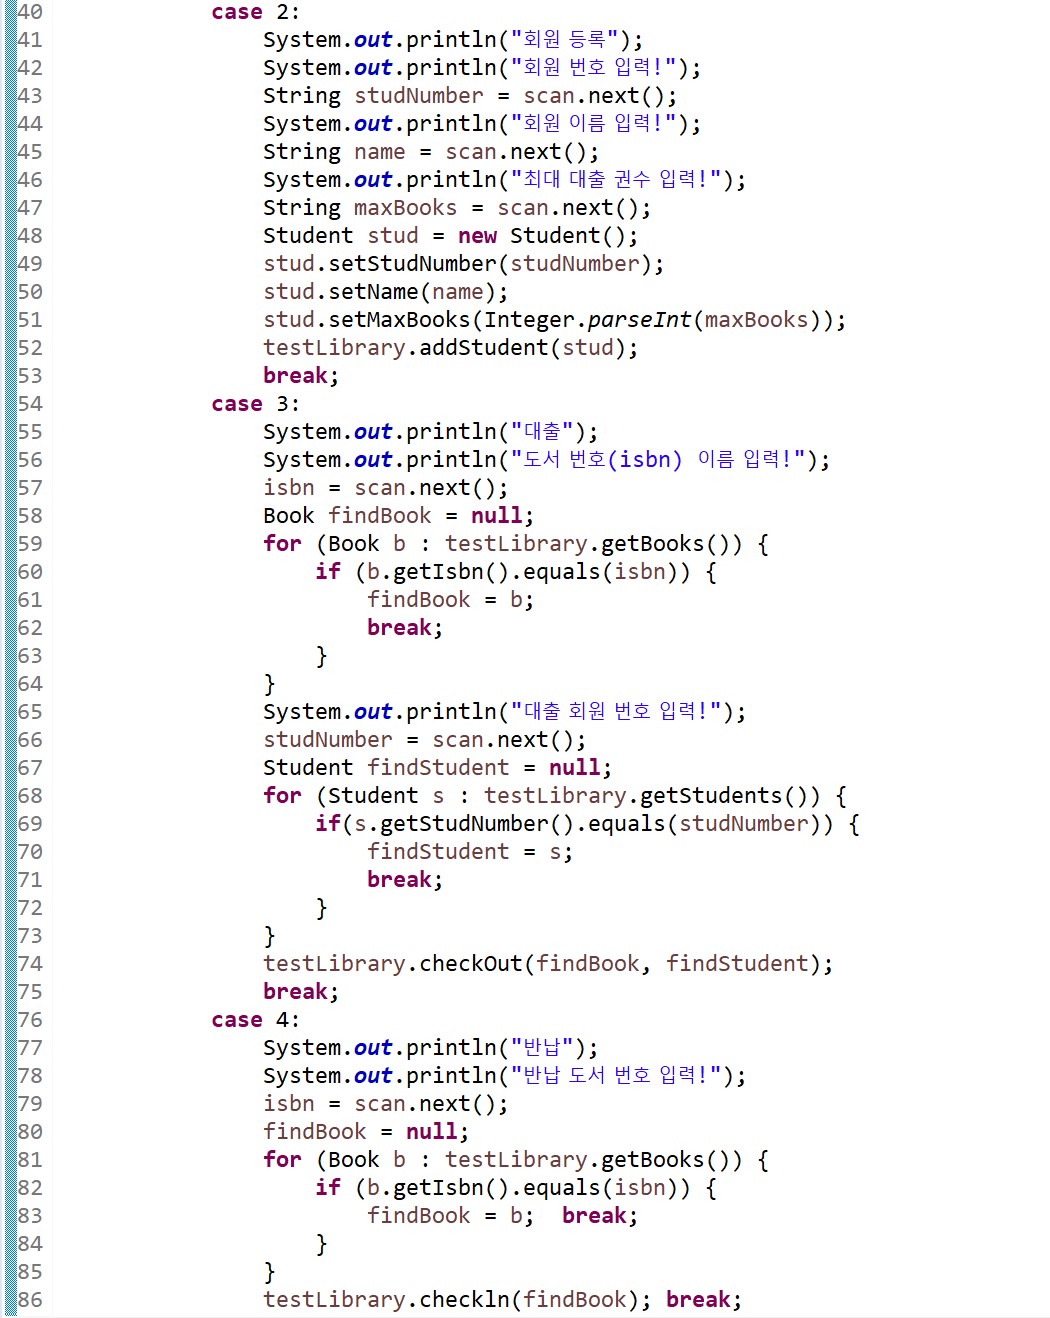 40 case 2:
41 System.out.println("회원 등록");
42 System.out.println("회원 번호 입력!");
43 String studNumber = scan.next();
44 System.out.println("회원 이름 입력!");
45 String name = scan.next();
46 System.out.println("최대 대출 권수 입력!");
47 String maxBooks = scan.next();
48 Student stud = new Student();
49 stud.setStudNumber(studNumber);
50 stud.setName(name);
51 stud.setMaxBooks(Integer.parseInt(maxBooks));
52 testLibrary.addStudent(stud);
53 break;
54 case 3:
55 System.out.println("대출");
56 System.out.println("도서 번호(isbn) 이름 입력!");
57 isbn = scan.next();
58 Book findBook = null;
59 for (Book b : testLibrary.getBooks()) {
60 if (b.getIsbn().equals(isbn)) {
61 findBook = b;
62 break;
63 }
64 }
65 System.out.println("대출 회원 번호 입력!");
66 studNumber = scan.next();
67 Student findStudent = null;
68 for (Student s : testLibrary.getStudents()) {
69 if(s.getStudNumber().equals(studNumber)) {
70 findStudent = s;
71 break;
72 }
73 }
74 testLibrary.checkOut(findBook, findStudent);
75 break;
76 case 4:
77 System.out.println("반납");
78 System.out.println("반납 도서 번호 입력!");
79 isbn = scan.next();
80 findBook = null;
81 for (Book b : testLibrary.getBooks()) {
82 if (b.getIsbn().equals(isbn)) {
83 findBook = b; break;
84 }
85 }
86 testLibrary.checkln(findBook); break;